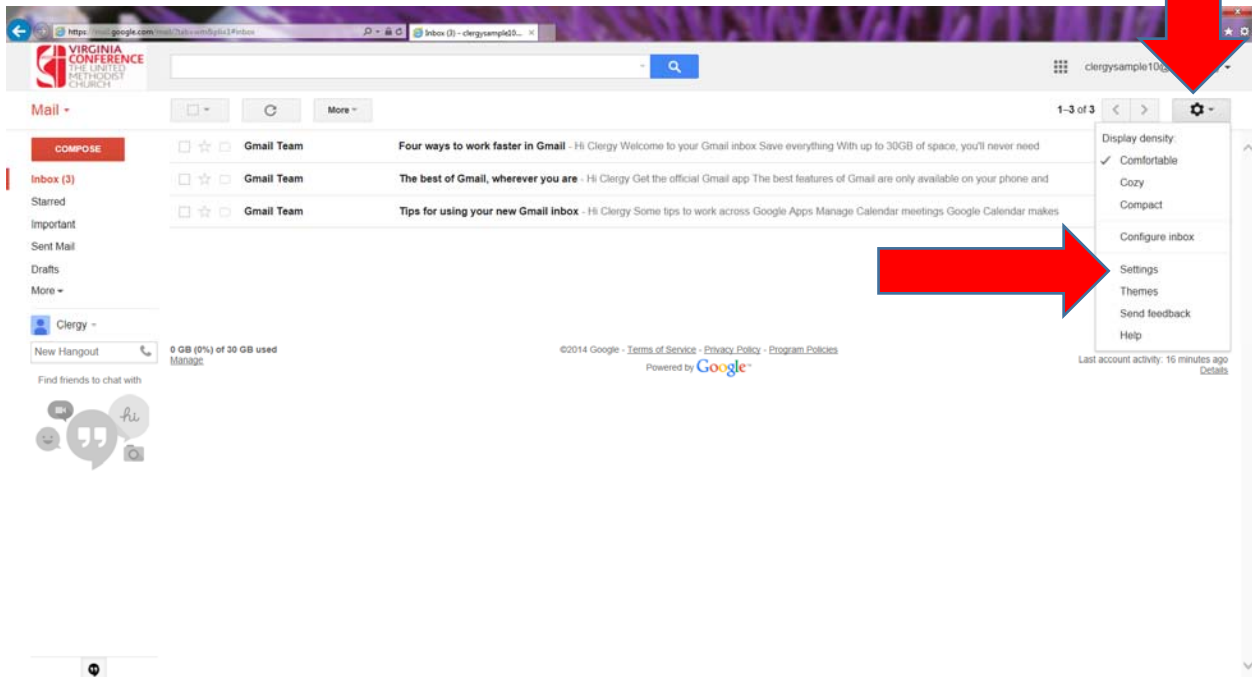 Inbox (3) - clergysample10...
VIRGINIA
CONFERENCE
THE UNITED
METHODIST
CHURCH
clergysample10@
Mail
More
1–3 of 3
COMPOSE
Gmail Team Four ways to work faster in Gmail - Hi Clergy Welcome to your Gmail inbox Save everything With up to 30GB of space, you'll never need
Inbox (3)
Gmail Team The best of Gmail, wherever you are - Hi Clergy Get the official Gmail app The best features of Gmail are only available on your phone and
Starred
Gmail Team Tips for using your new Gmail inbox - Hi Clergy Some tips to work across Google Apps Manage Calendar meetings Google Calendar makes
Important
Sent Mail
Drafts
More
Display density:
Comfortable
Cozy
Compact
Configure inbox
Settings
Themes
Send feedback
Help
Clergy
New Hangout
Find friends to chat with
hi
0 GB (0%) of 30 GB used
Manage
©2014 Google - Terms of Service - Privacy Policy - Program Policies
Powered by Google™
Last account activity: 16 minutes ago
Details